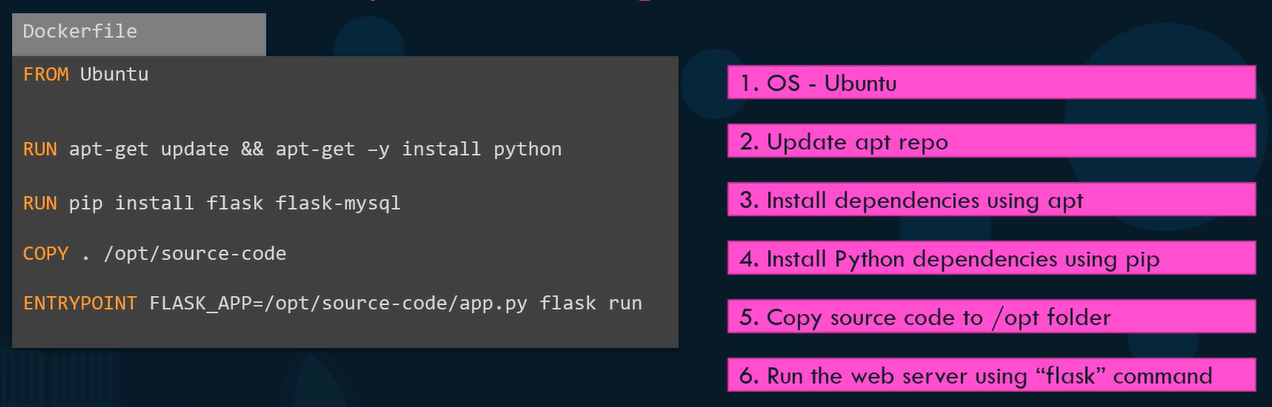 Dockerfile
FROM Ubuntu
RUN apt-get update && apt-get –y install python
RUN pip install flask flask-mysql
COPY . /opt/source-code
ENTRYPOINT FLASK_APP=/opt/source-code/app.py flask run
1. OS - Ubuntu
2. Update apt repo
3. Install dependencies using apt
4. Install Python dependencies using pip
5. Copy source code to /opt folder
6. Run the web server using “flask” command